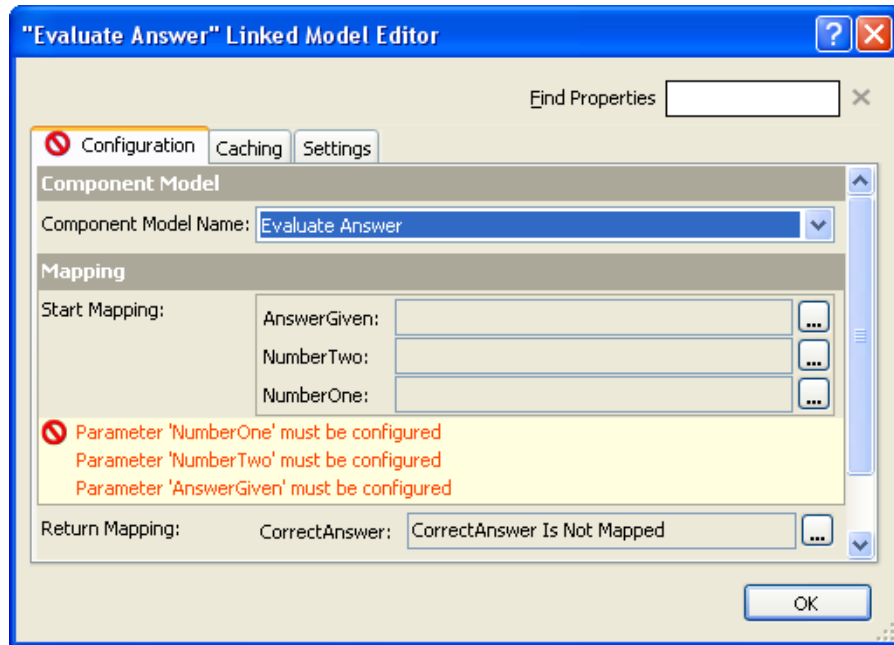 "Evaluate Answer" Linked Model Editor
Find Properties
Configuration Caching Settings
Component Model
Component Model Name: Evaluate Answer
Mapping
Start Mapping: AnswerGiven: ...
NumberTwo: ...
NumberOne: ...
Parameter 'NumberOne' must be configured
Parameter 'NumberTwo' must be configured
Parameter 'AnswerGiven' must be configured
Return Mapping: CorrectAnswer: CorrectAnswer Is Not Mapped ...
OK